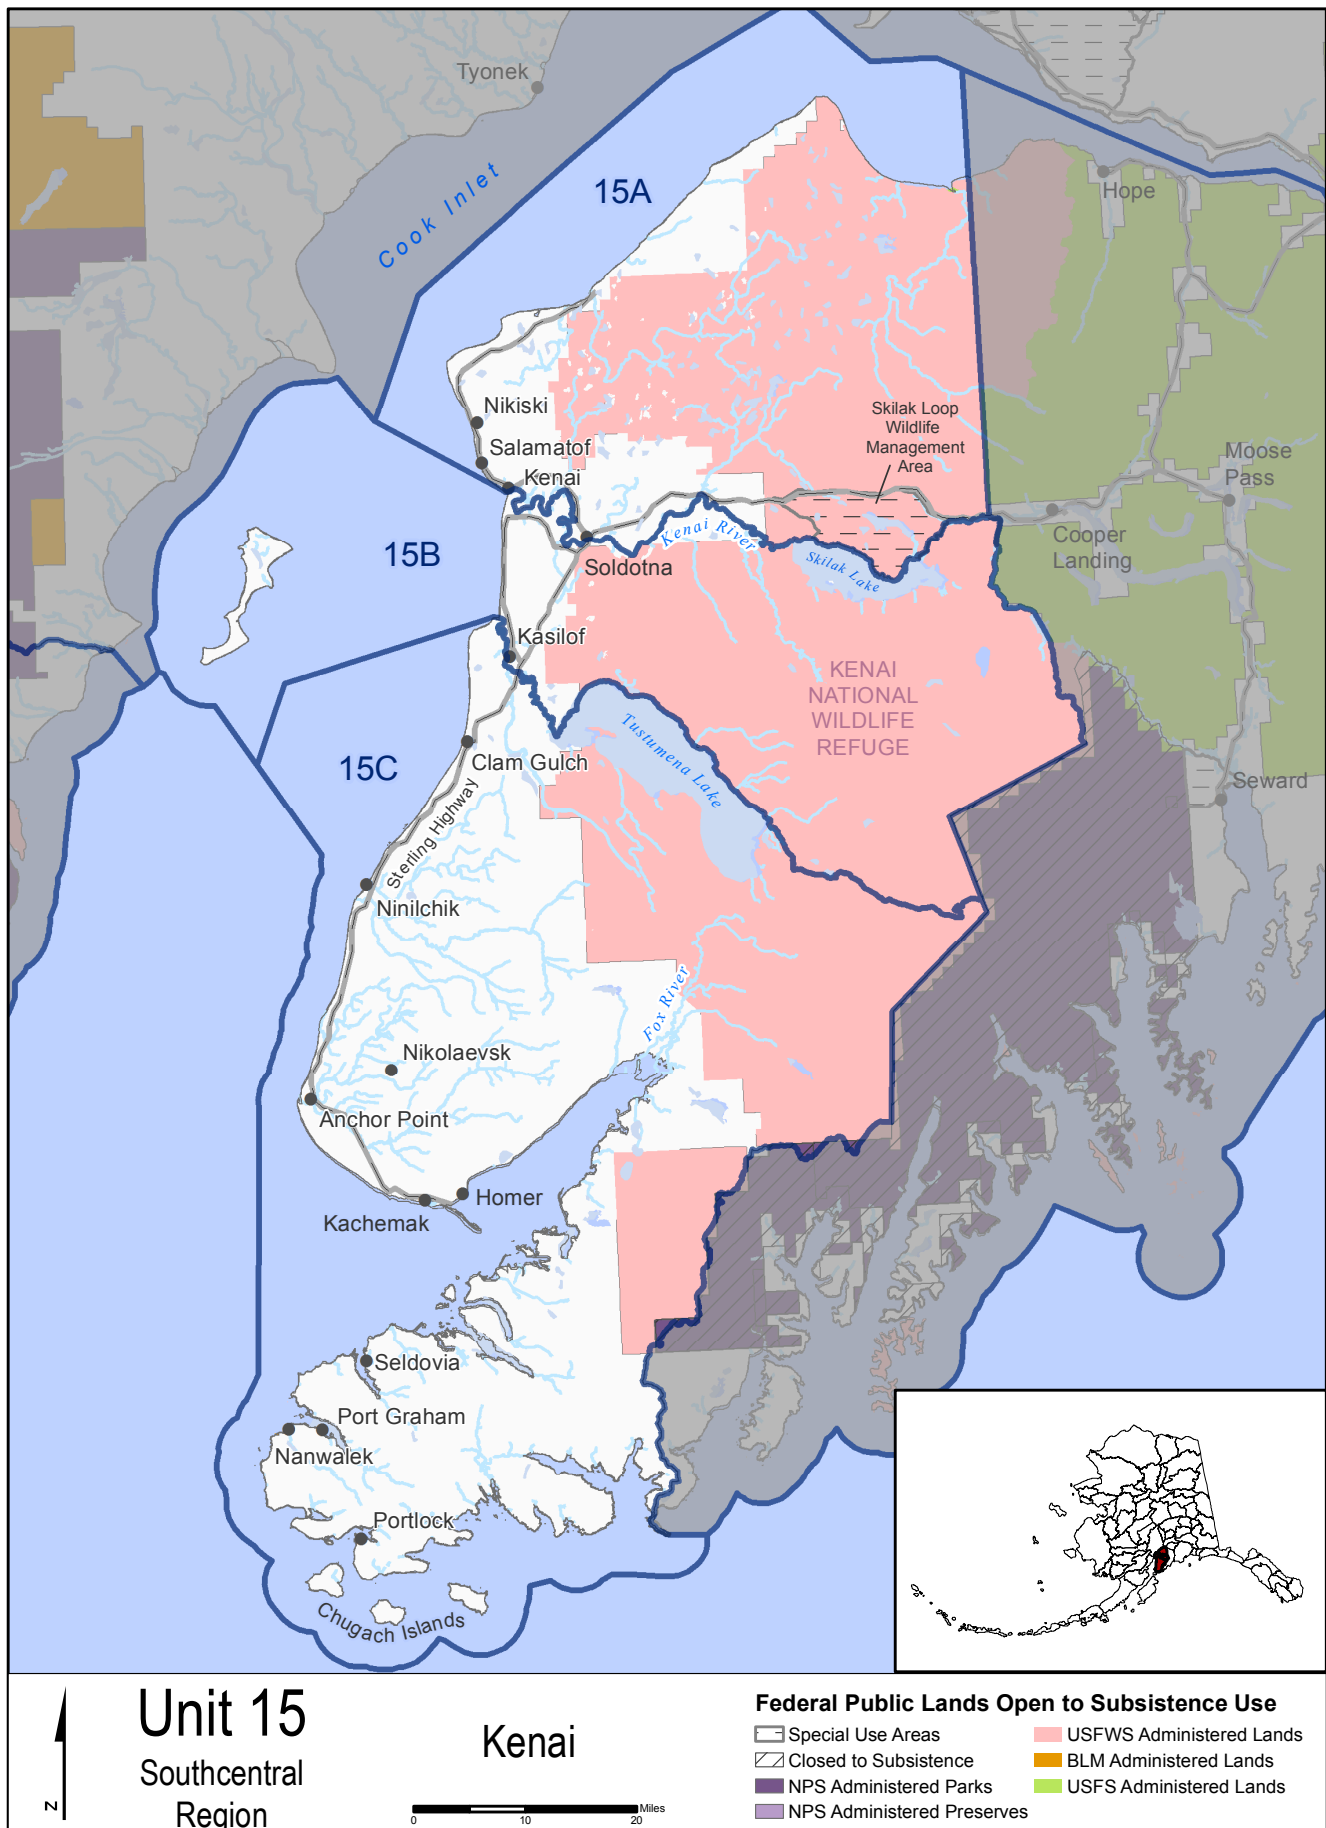 Tyonek
Cook Inlet
15A
Hope
Nikiski
Salamatof
Kenai
Skilak Loop
Wildlife
Management
Area
Moose
Pass
Cooper
Landing
Kenai River
Soldotna
Skilak Lake
15B
Kasilof
KENAI
NATIONAL
WILDLIFE
REFUGE
Tustumena Lake
15C
Clam Gulch
Seward
Sterling Highway
Ninilchik
Fox River
Nikolaevsk
Anchor Point
Homer
Kachemak
Seldovia
Port Graham
Nanwalek
Portlock
Chugach Islands
N
Unit 15
Southcentral
Region
Kenai
0 10 20 Miles
Federal Public Lands Open to Subsistence Use
Special Use Areas
Closed to Subsistence
NPS Administered Parks
NPS Administered Preserves
USFWS Administered Lands
BLM Administered Lands
USFS Administered Lands